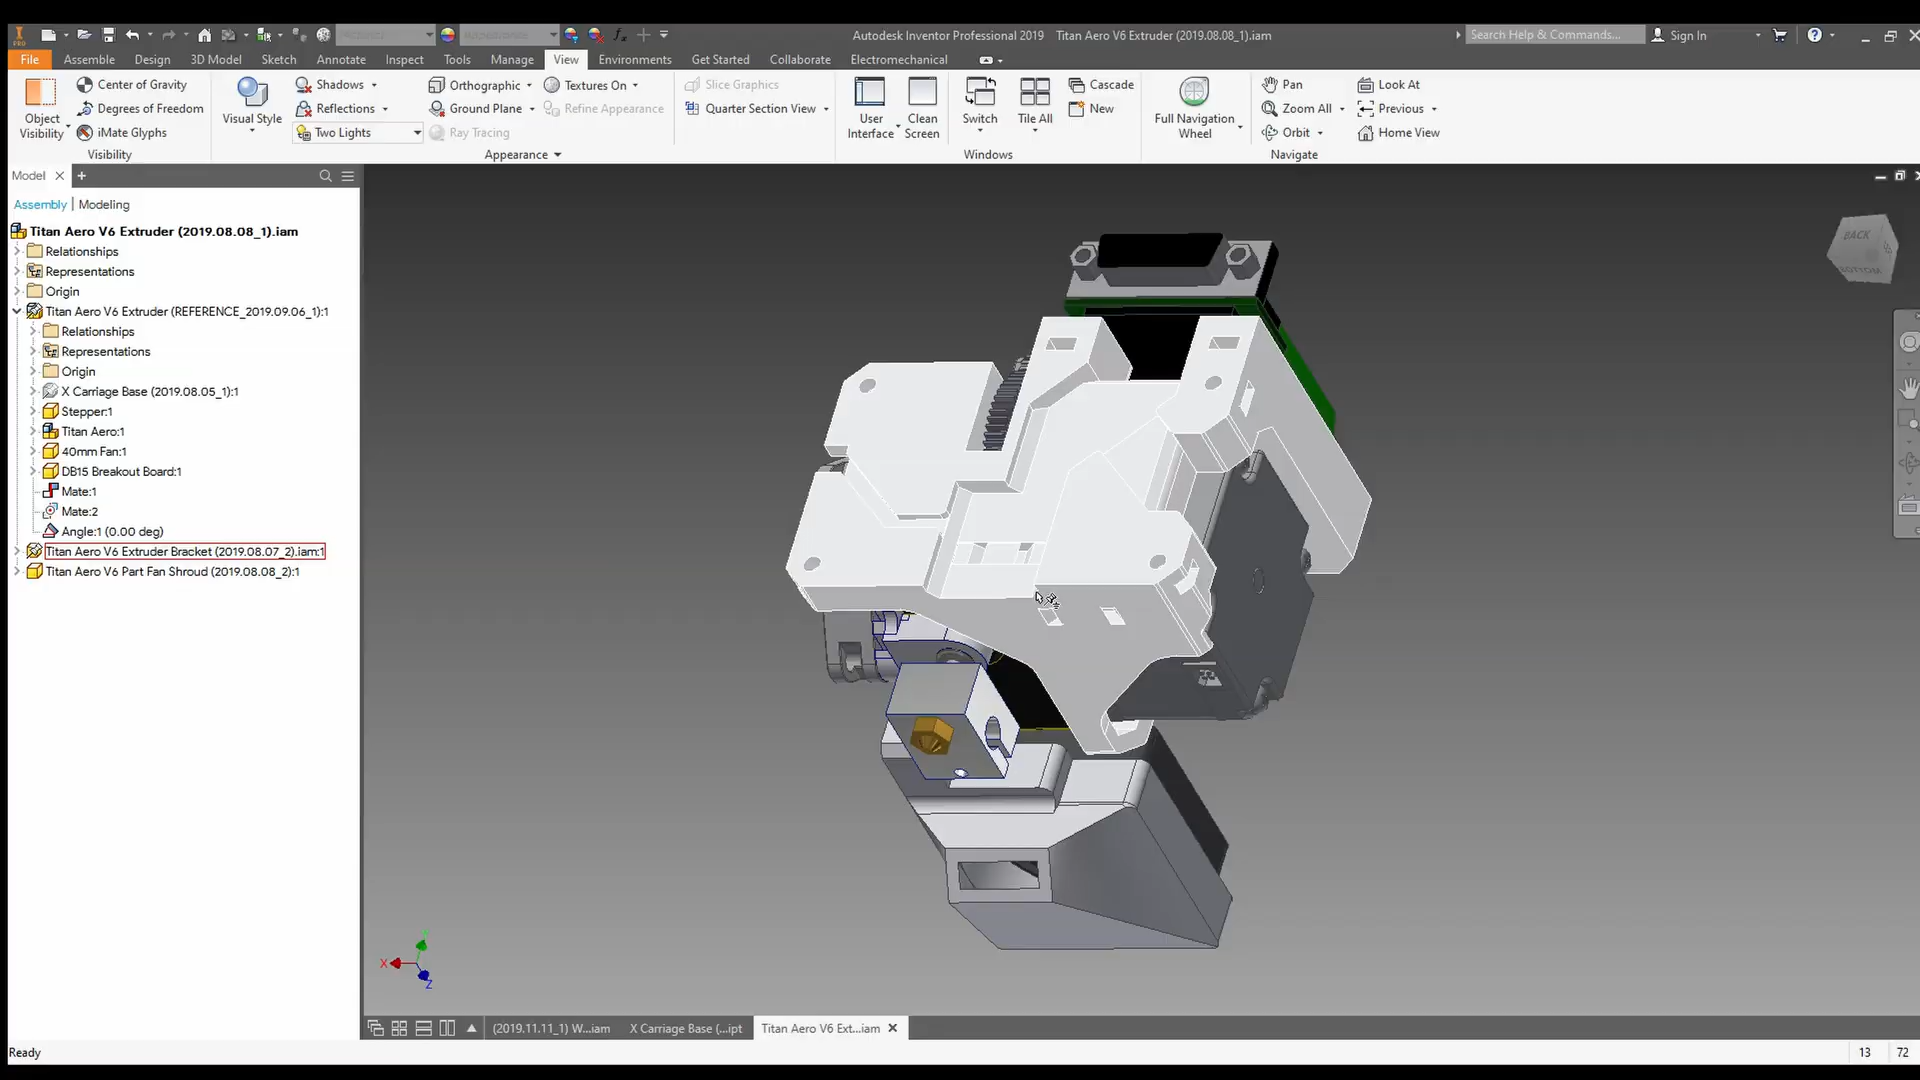 PRO
Autodesk Inventor Professional 2019 Titan Aero V6 Extruder (2019.08.08_1).iam
Search Help & Commands...
Sign In
File Assemble Design 3D Model Sketch Annotate Inspect Tools Manage View Environments Get Started Collaborate Electromechanical
Object Visibility
Center of Gravity
Degrees of Freedom
iMate Glyphs
Visibility
Visual Style
Shadows
Reflections
Two Lights
Orthographic
Ground Plane
Ray Tracing
Textures On
Refine Appearance
Appearance
Slice Graphics
Quarter Section View
User Interface
Clean Screen
Switch
Tile All
Cascade
New
Windows
Full Navigation Wheel
Pan
Zoom All
Orbit
Look At
Previous
Home View
Navigate
Model
Assembly | Modeling
Titan Aero V6 Extruder (2019.08.08_1).iam
Relationships
Representations
Origin
Titan Aero V6 Extruder (REFERENCE_2019.09.06_1):1
Relationships
Representations
Origin
X Carriage Base (2019.08.05_1):1
Stepper:1
Titan Aero:1
40mm Fan:1
DB15 Breakout Board:1
Mate:1
Mate:2
Angle:1 (0.00 deg)
Titan Aero V6 Extruder Bracket (2019.08.07_2).iam:1
Titan Aero V6 Part Fan Shroud (2019.08.08_2):1
BACK
BOTTOM
X
Z
(2019.11.11_1) W...iam
X Carriage Base (...ipt
Titan Aero V6 Ext...iam
Ready
13 72